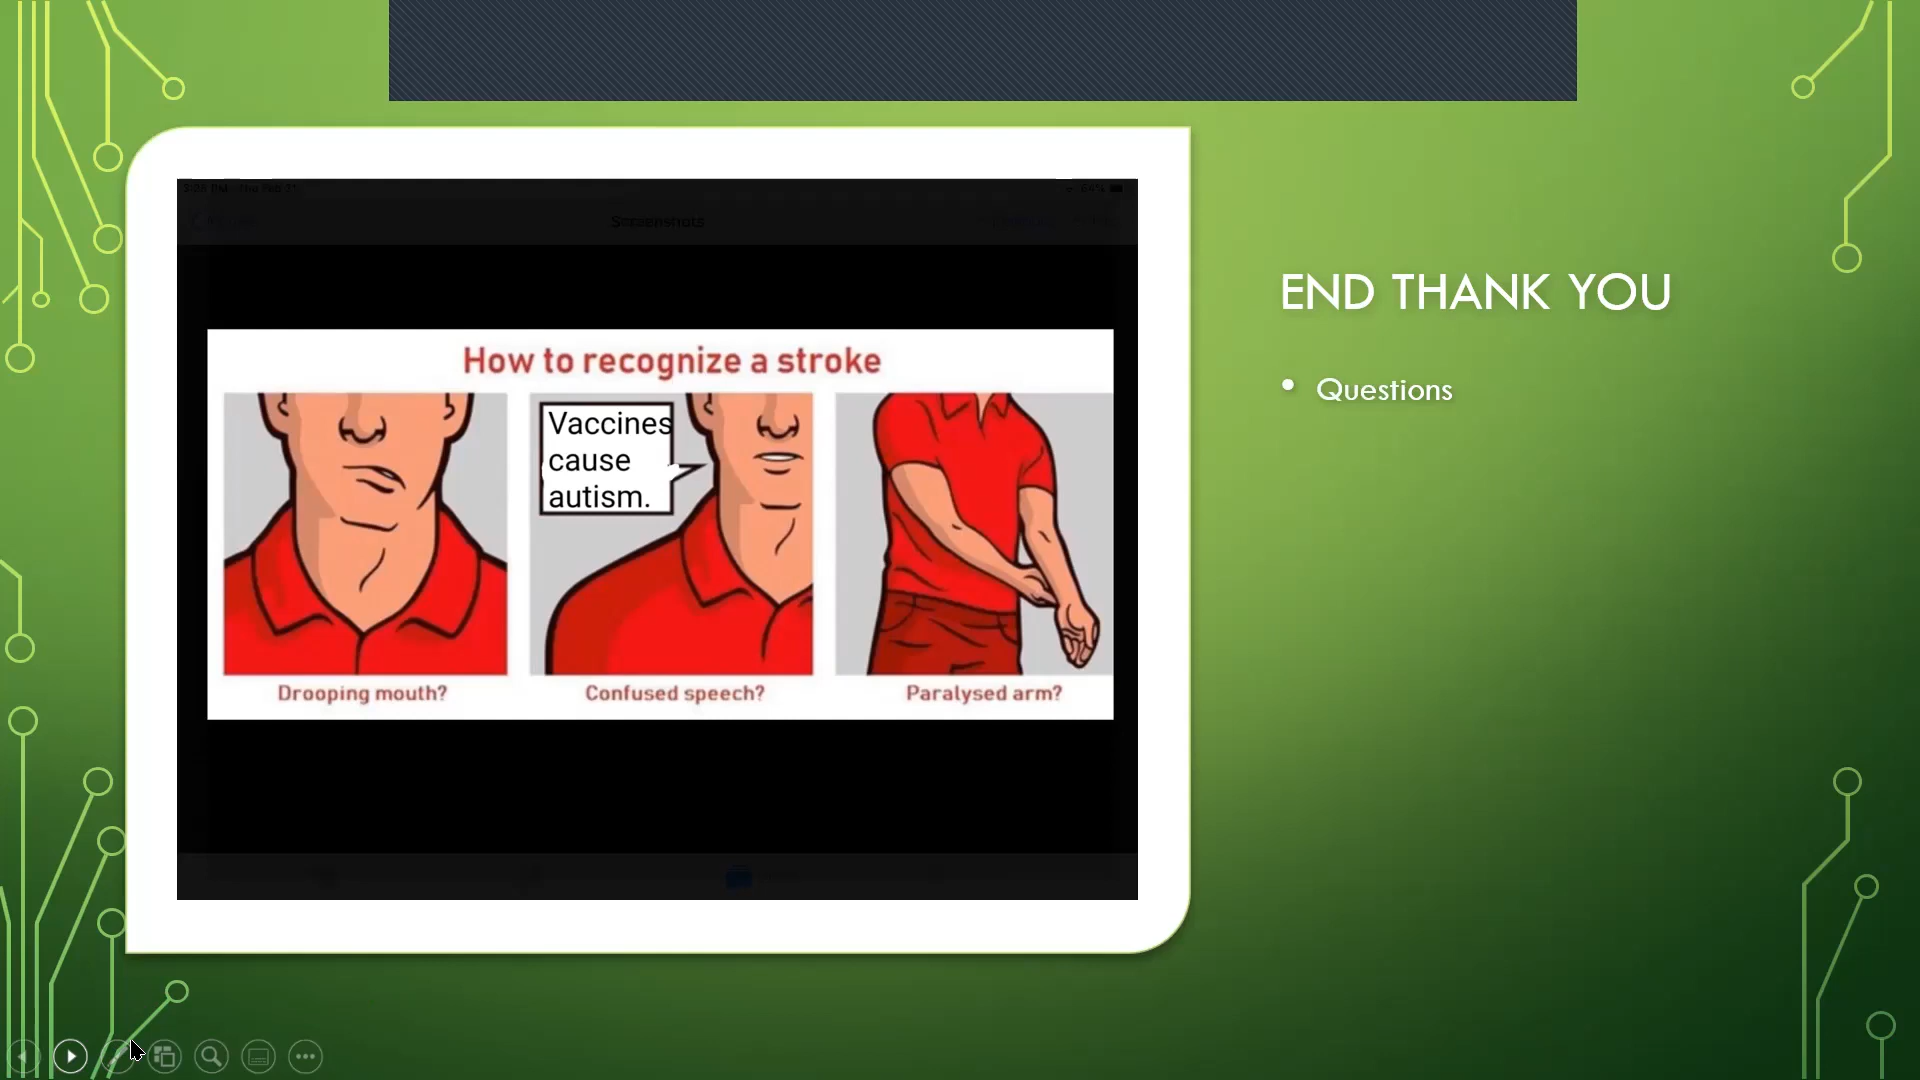 Screenshots
How to recognize a stroke
Vaccines
cause
autism.
Drooping mouth?
Confused speech?
Paralysed arm?
END THANK YOU
• Questions